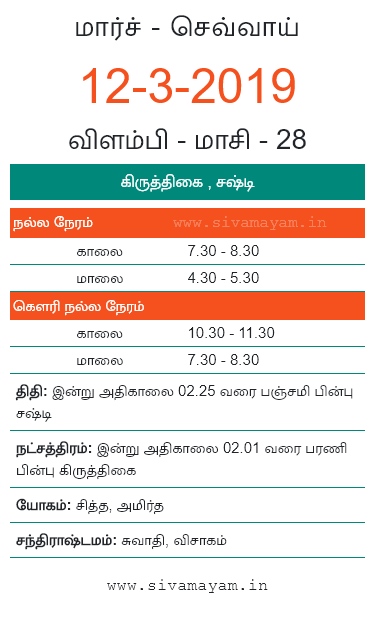 மார்ச் - செவ்வாய்
12-3-2019
விளம்பி - மாசி - 28
கிருத்திகை , சஷ்டி
நல்ல நேரம் www.sivamayam.in
காலை 7.30 - 8.30
மாலை 4.30 - 5.30
கௌரி நல்ல நேரம்
காலை 10.30 - 11.30
மாலை 7.30 - 8.30
திதி: இன்று அதிகாலை 02.25 வரை பஞ்சமி பின்பு
சஷ்டி
நட்சத்திரம்: இன்று அதிகாலை 02.01 வரை பரணி
பின்பு கிருத்திகை
யோகம்: சித்த, அமிர்த
சந்திராஷ்டமம்: சுவாதி, விசாகம்
www.sivamayam.in